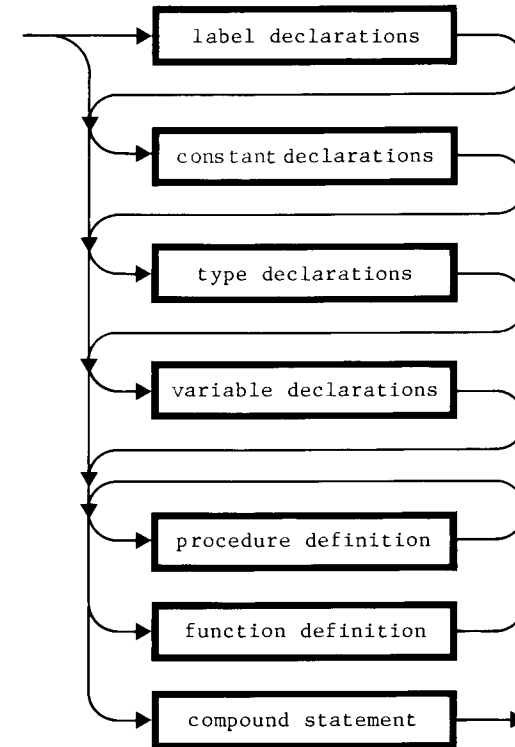 label declarations
constant declarations
type declarations
variable declarations
procedure definition
function definition
compound statement